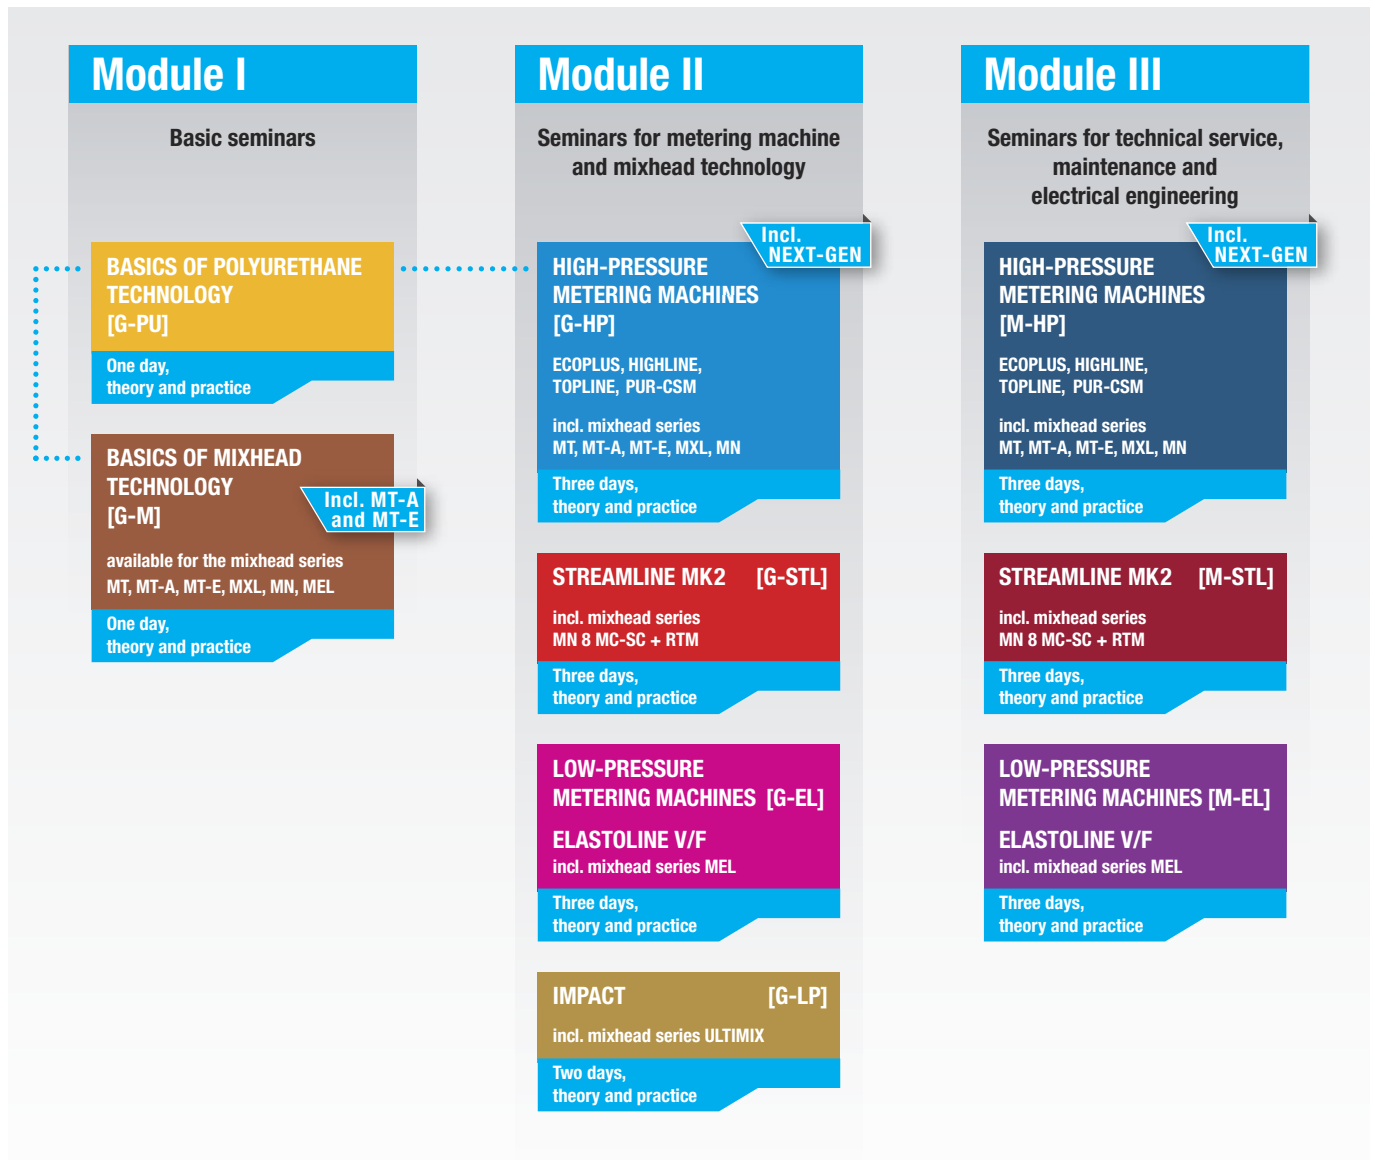 Module I
Basic seminars
BASICS OF POLYURETHANE
TECHNOLOGY
[G-PU]
One day,
theory and practice
BASICS OF MIXHEAD
TECHNOLOGY
[G-M]
Incl. MT-A
and MT-E
available for the mixhead series
MT, MT-A, MT-E, MXL, MN, MEL
One day,
theory and practice
Module II
Seminars for metering machine
and mixhead technology
Incl.
NEXT-GEN
HIGH-PRESSURE
METERING MACHINES
[G-HP]
ECOPLUS, HIGHLINE,
TOPLINE, PUR-CSM
incl. mixhead series
MT, MT-A, MT-E, MXL, MN
Three days,
theory and practice
STREAMLINE MK2 [G-STL]
incl. mixhead series
MN 8 MC-SC + RTM
Three days,
theory and practice
LOW-PRESSURE
METERING MACHINES [G-EL]
ELASTOLINE V/F
incl. mixhead series MEL
Three days,
theory and practice
IMPACT [G-LP]
incl. mixhead series ULTIMIX
Two days,
theory and practice
Module III
Seminars for technical service,
maintenance and
electrical engineering
Incl.
NEXT-GEN
HIGH-PRESSURE
METERING MACHINES
[M-HP]
ECOPLUS, HIGHLINE,
TOPLINE, PUR-CSM
incl. mixhead series
MT, MT-A, MT-E, MXL, MN
Three days,
theory and practice
STREAMLINE MK2 [M-STL]
incl. mixhead series
MN 8 MC-SC + RTM
Three days,
theory and practice
LOW-PRESSURE
METERING MACHINES [M-EL]
ELASTOLINE V/F
incl. mixhead series MEL
Three days,
theory and practice